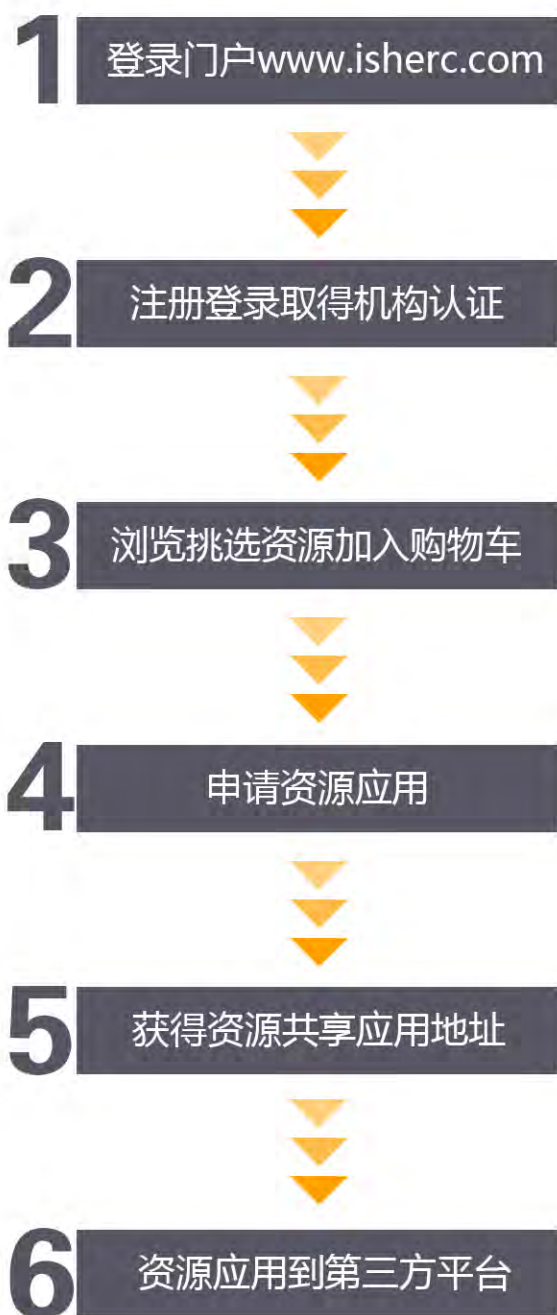 1 登录门户www.isherc.com
2 注册登录取得机构认证
3 浏览挑选资源加入购物车
4 申请资源应用
5 获得资源共享应用地址
6 资源应用到第三方平台